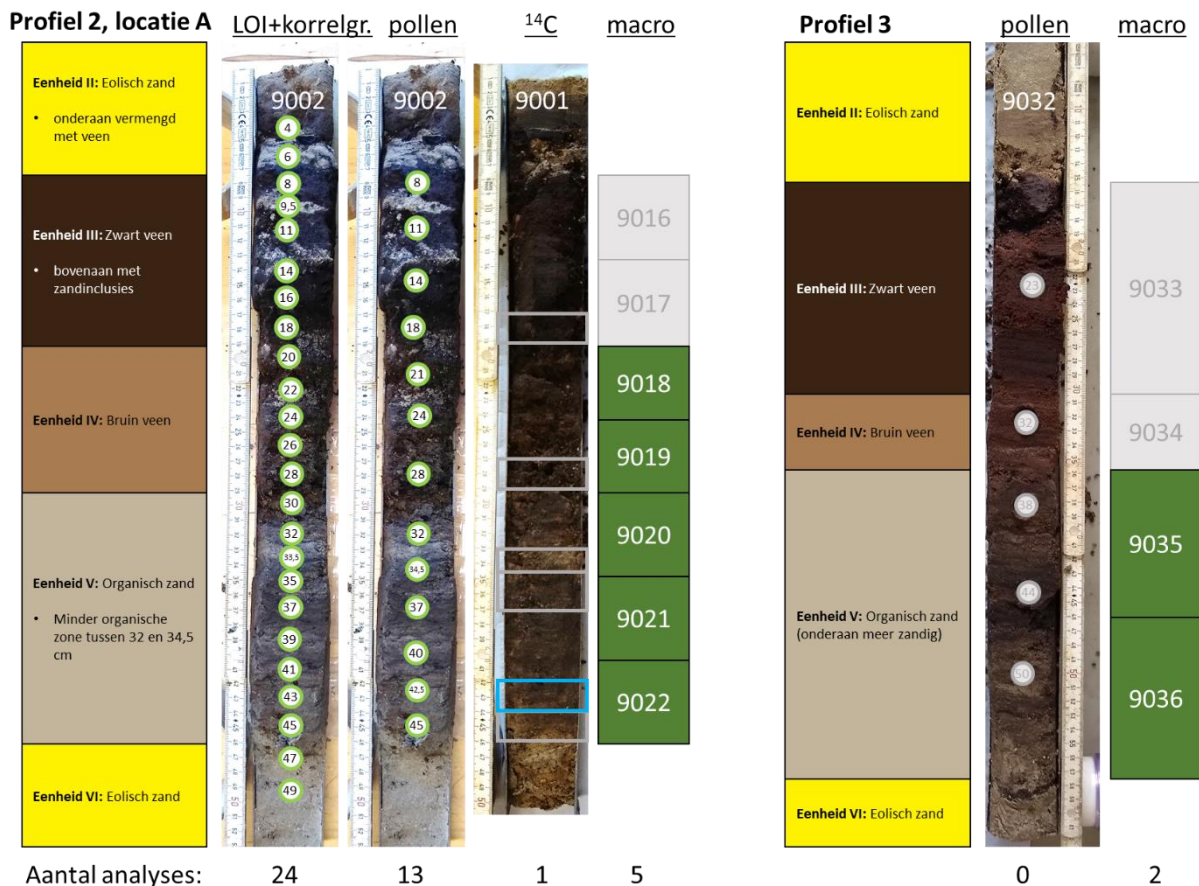 Profiel 2, locatie A
LOI+korrelgr.
pollen
14C
macro
Eenheid II: Eolisch zand
• onderaan vermengd
met veen
Eenheid III: Zwart veen
• bovenaan met
zandinclusies
Eenheid IV: Bruin veen
Eenheid V: Organisch zand
• Minder organische
zone tussen 32 en 34,5
cm
Eenheid VI: Eolisch zand
9002
4
6
8
9,5
11
14
16
18
20
22
24
26
28
30
32
33,5
35
37
39
41
43
45
47
49
9002
8
11
14
18
21
24
28
32
34,5
37
40
42,5
45
9001
9016
9017
9018
9019
9020
9021
9022
Aantal analyses:
24
13
1
5
Profiel 3
pollen
macro
Eenheid II: Eolisch zand
Eenheid III: Zwart veen
Eenheid IV: Bruin veen
Eenheid V: Organisch zand
(onderaan meer zandig)
Eenheid VI: Eolisch zand
9032
23
32
38
44
50
9033
9034
9035
9036
0
2